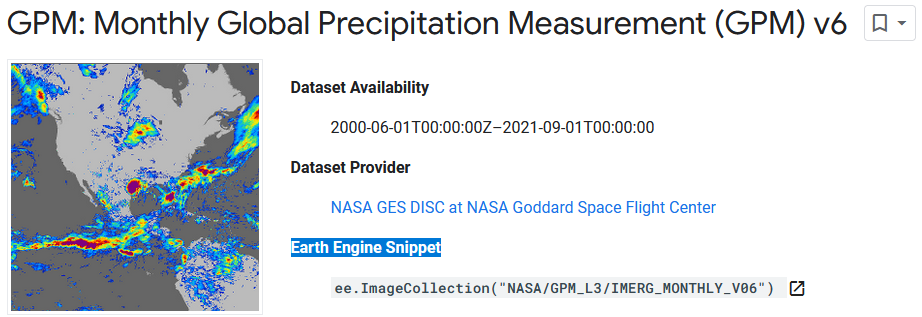 GPM: Monthly Global Precipitation Measurement (GPM) v6
Dataset Availability
2000-06-01T00:00:00Z–2021-09-01T00:00:00
Dataset Provider
NASA GES DISC at NASA Goddard Space Flight Center
Earth Engine Snippet
ee.ImageCollection("NASA/GPM_L3/IMERG_MONTHLY_V06")